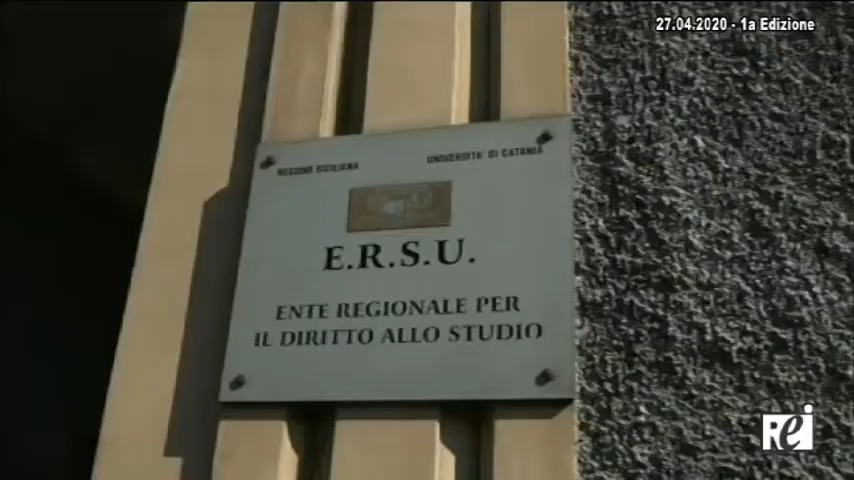 27.04.2020 - 1a Edizione
REGIONE SICILIANA
UNIVERSITA' DI CATANIA
E.R.S.U.
ENTE REGIONALE PER
IL DIRITTO ALLO STUDIO
REi